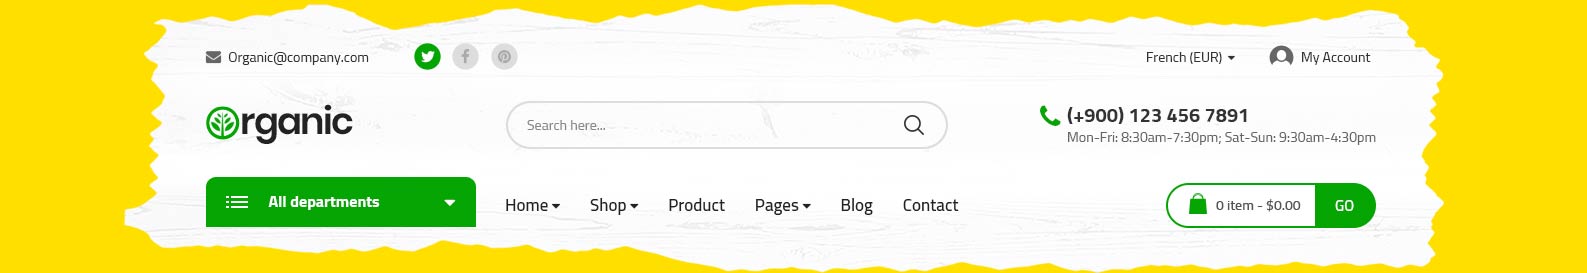 Organic@company.com
French (EUR)
My Account
Organic
Search here...
(+900) 123 456 7891
Mon-Fri: 8:30am-7:30pm; Sat-Sun: 9:30am-4:30pm
All departments
Home
Shop
Product
Pages
Blog
Contact
0 item - $0.00
GO